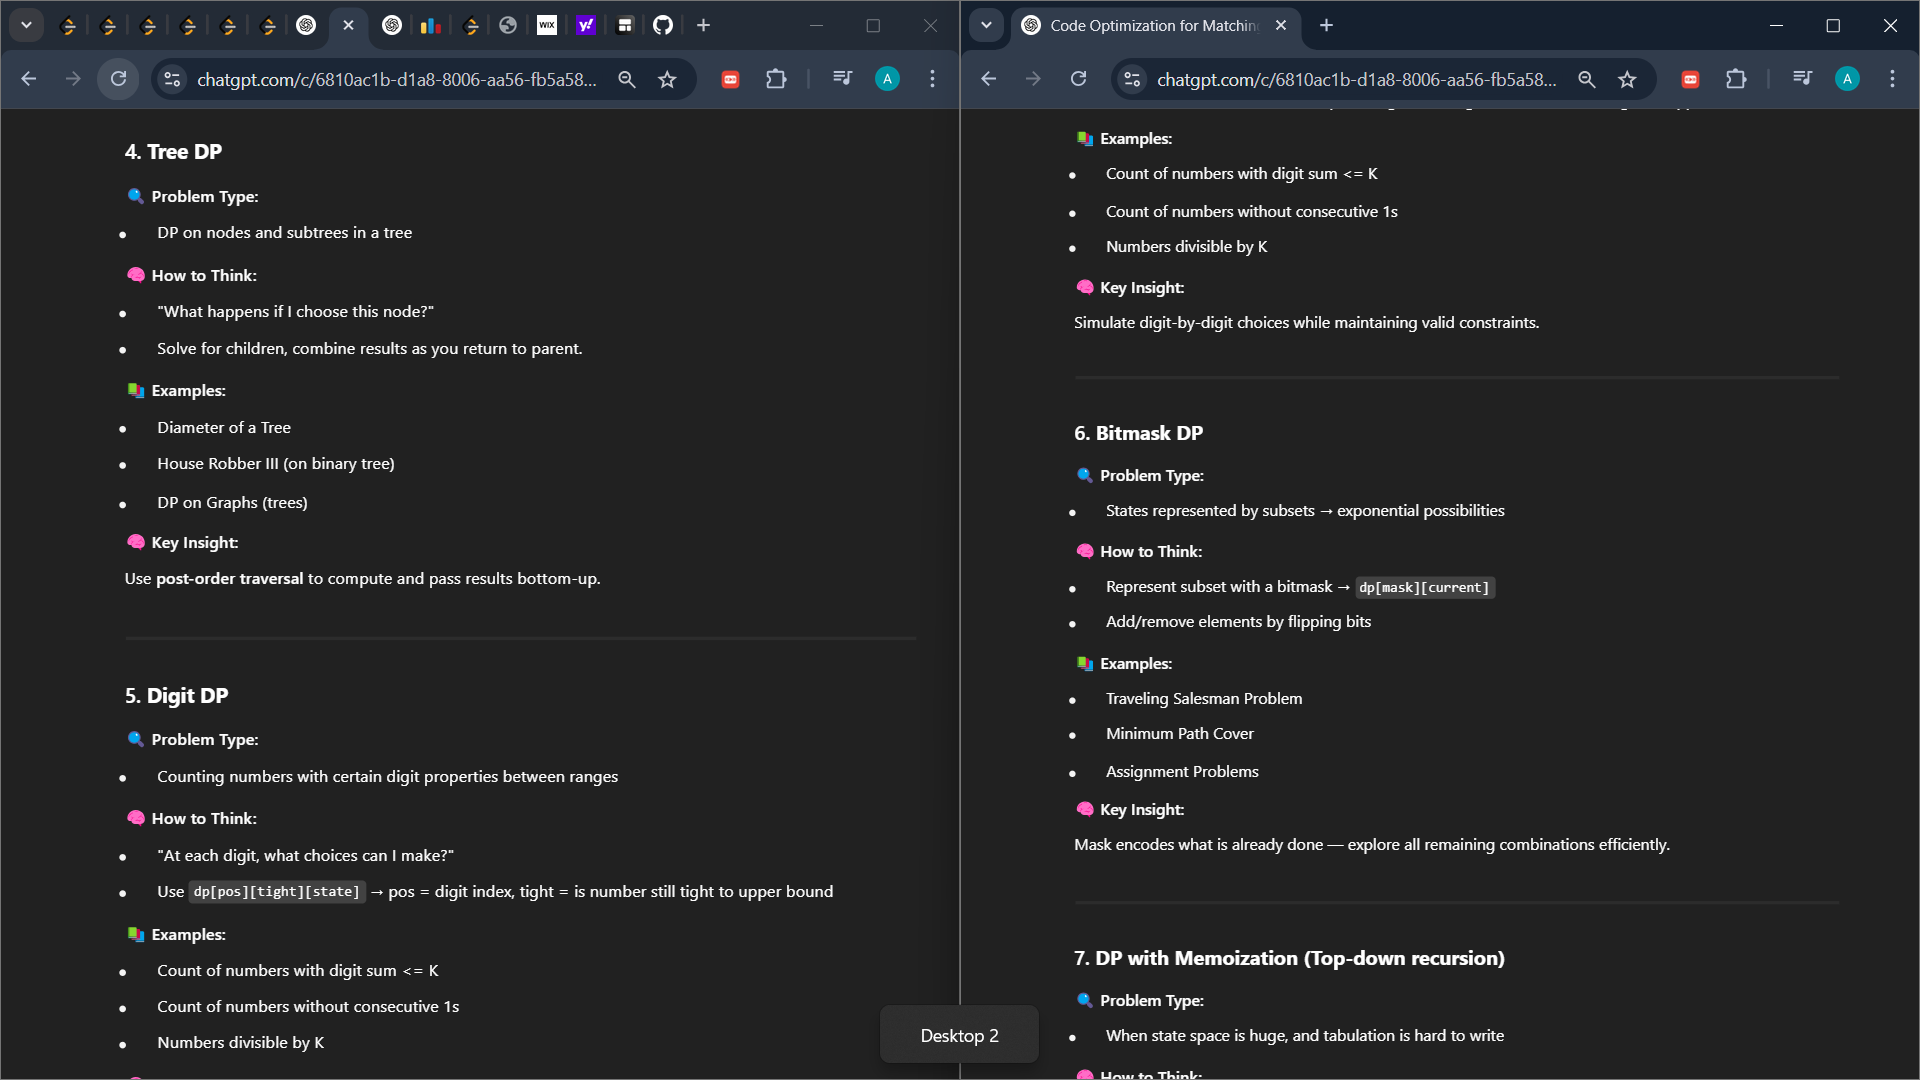 WIX
y!
chatgpt.com/c/6810ac1b-d1a8-8006-aa56-fb5a58...
A
4. Tree DP
Problem Type:
DP on nodes and subtrees in a tree
How to Think:
"What happens if I choose this node?"
Solve for children, combine results as you return to parent.
Examples:
Diameter of a Tree
House Robber III (on binary tree)
DP on Graphs (trees)
Key Insight:
Use post-order traversal to compute and pass results bottom-up.
5. Digit DP
Problem Type:
Counting numbers with certain digit properties between ranges
How to Think:
"At each digit, what choices can I make?"
Use dp[pos][tight][state] → pos = digit index, tight = is number still tight to upper bound
Examples:
Count of numbers with digit sum <= K
Count of numbers without consecutive 1s
Numbers divisible by K
Code Optimization for Matching
chatgpt.com/c/6810ac1b-d1a8-8006-aa56-fb5a58...
A
Examples:
Count of numbers with digit sum <= K
Count of numbers without consecutive 1s
Numbers divisible by K
Key Insight:
Simulate digit-by-digit choices while maintaining valid constraints.
6. Bitmask DP
Problem Type:
States represented by subsets → exponential possibilities
How to Think:
Represent subset with a bitmask → dp[mask][current]
Add/remove elements by flipping bits
Examples:
Traveling Salesman Problem
Minimum Path Cover
Assignment Problems
Key Insight:
Mask encodes what is already done — explore all remaining combinations efficiently.
7. DP with Memoization (Top-down recursion)
Problem Type:
When state space is huge, and tabulation is hard to write
How to Think:
Desktop 2